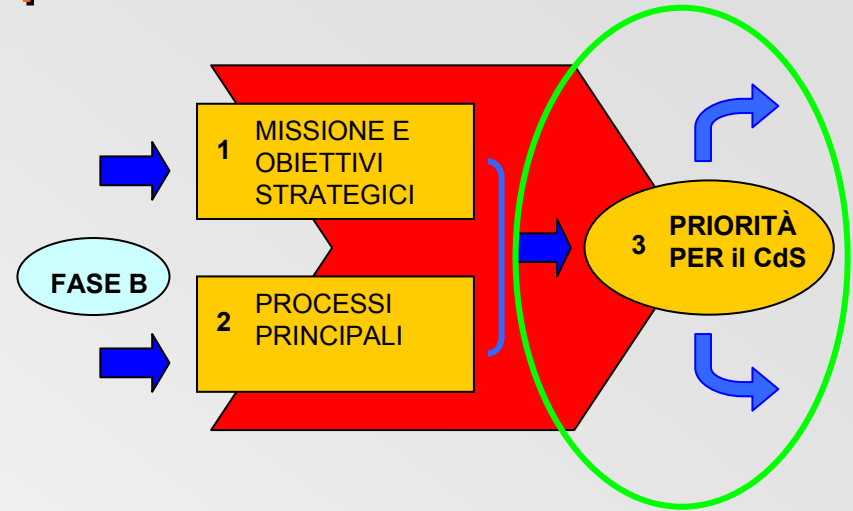 FASE B
1
MISSIONE E
OBIETTIVI
STRATEGICI
2
PROCESSI
PRINCIPALI
3
PRIORITÀ
PER il CdS